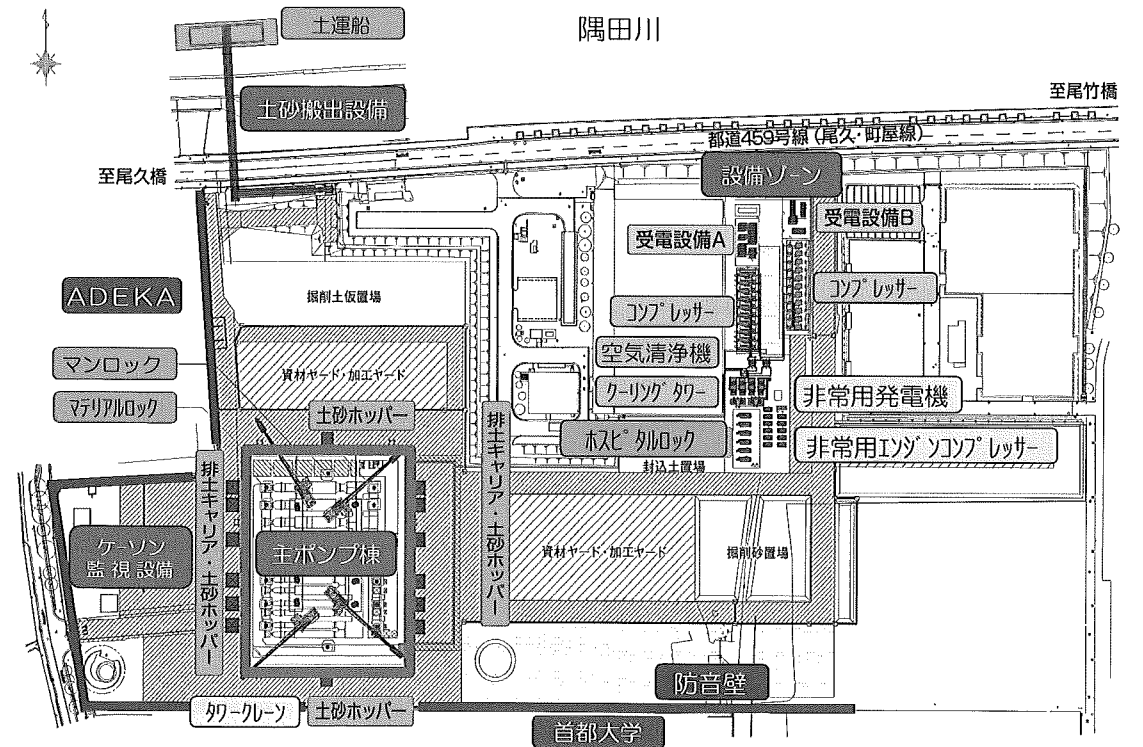 土運船
隅田川
土砂搬出設備
至尾竹橋
都道459号線（尾久・町屋線）
至尾久橋
設備ゾーン
受電設備B
受電設備A
ADEKA
掘削土仮置場
コンプレッサー
コンプレッサー
マンロック
空気清浄機
資材ヤード・加工ヤード
クーリングタワー
非常用発電機
マテリアルロック
土砂ホッパー
ホスピタルロック
非常用エンジンコンプレッサー
封込土置場
排土キャリア・土砂ホッパー
排土キャリア・土砂ホッパー
ケーソン
監視設備
主ポンプ棟
資材ヤード・加工ヤード
掘削砂置場
防音壁
タワークレーン
土砂ホッパー
首都大学